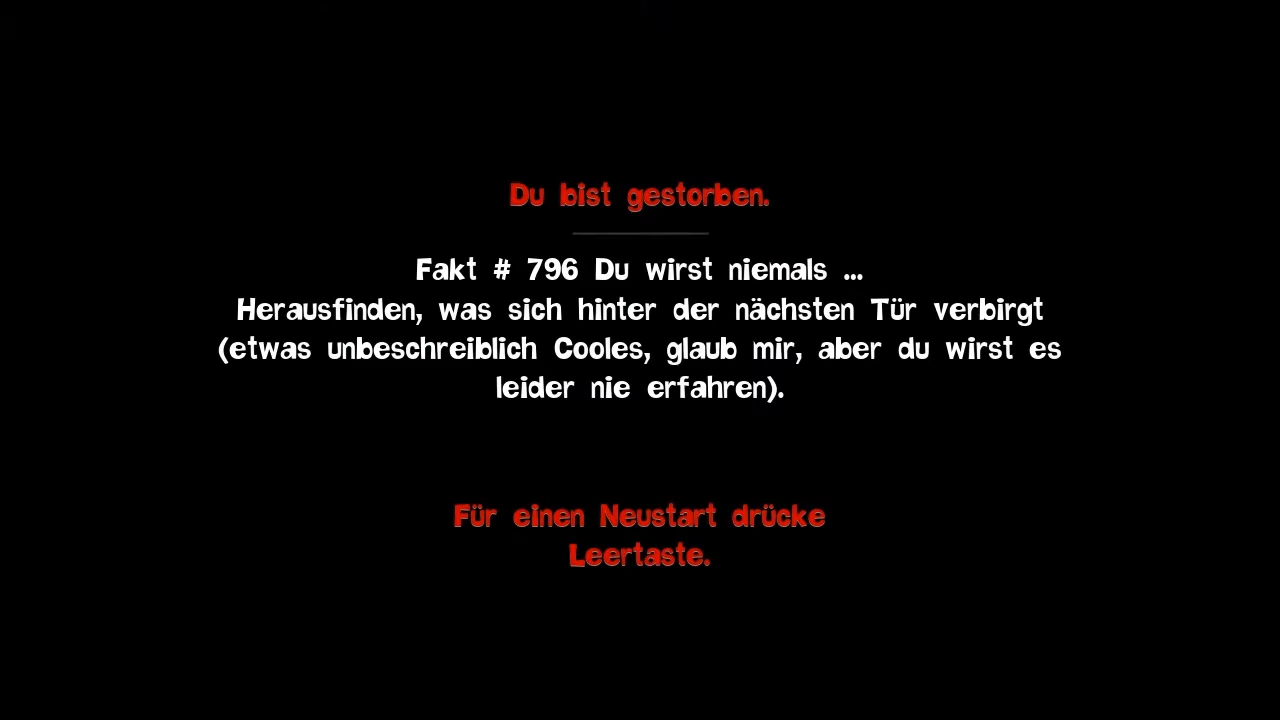 Du bist gestorben.
Fakt # 796 Du wirst niemals ...
Herausfinden, was sich hinter der nächsten Tür verbirgt
(etwas unbeschreiblich Cooles, glaub mir, aber du wirst es
leider nie erfahren).
Für einen Neustart drücke
Leertaste.